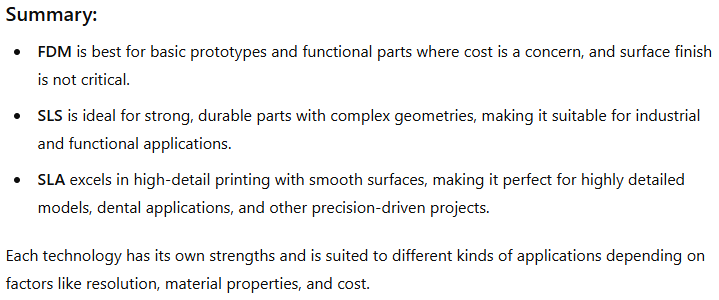 Summary:
• FDM is best for basic prototypes and functional parts where cost is a concern, and surface finish
is not critical.
• SLS is ideal for strong, durable parts with complex geometries, making it suitable for industrial
and functional applications.
• SLA excels in high-detail printing with smooth surfaces, making it perfect for highly detailed
models, dental applications, and other precision-driven projects.
Each technology has its own strengths and is suited to different kinds of applications depending on
factors like resolution, material properties, and cost.